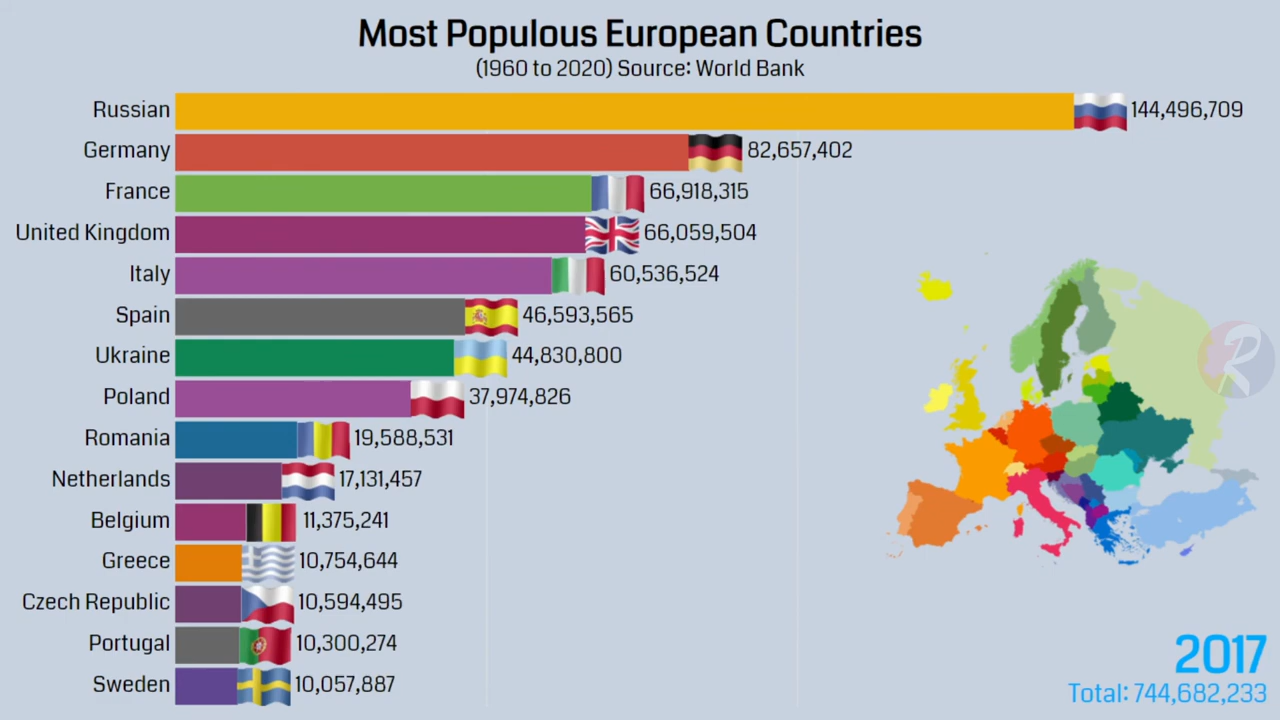 Most Populous European Countries
(1960 to 2020) Source: World Bank
Russian 144,496,709
Germany 82,657,402
France 66,918,315
United Kingdom 66,059,504
Italy 60,536,524
Spain 46,593,565
Ukraine 44,830,800
Poland 37,974,826
Romania 19,588,531
Netherlands 17,131,457
Belgium 11,375,241
Greece 10,754,644
Czech Republic 10,594,495
Portugal 10,300,274
Sweden 10,057,887
R
2017
Total: 744,682,233